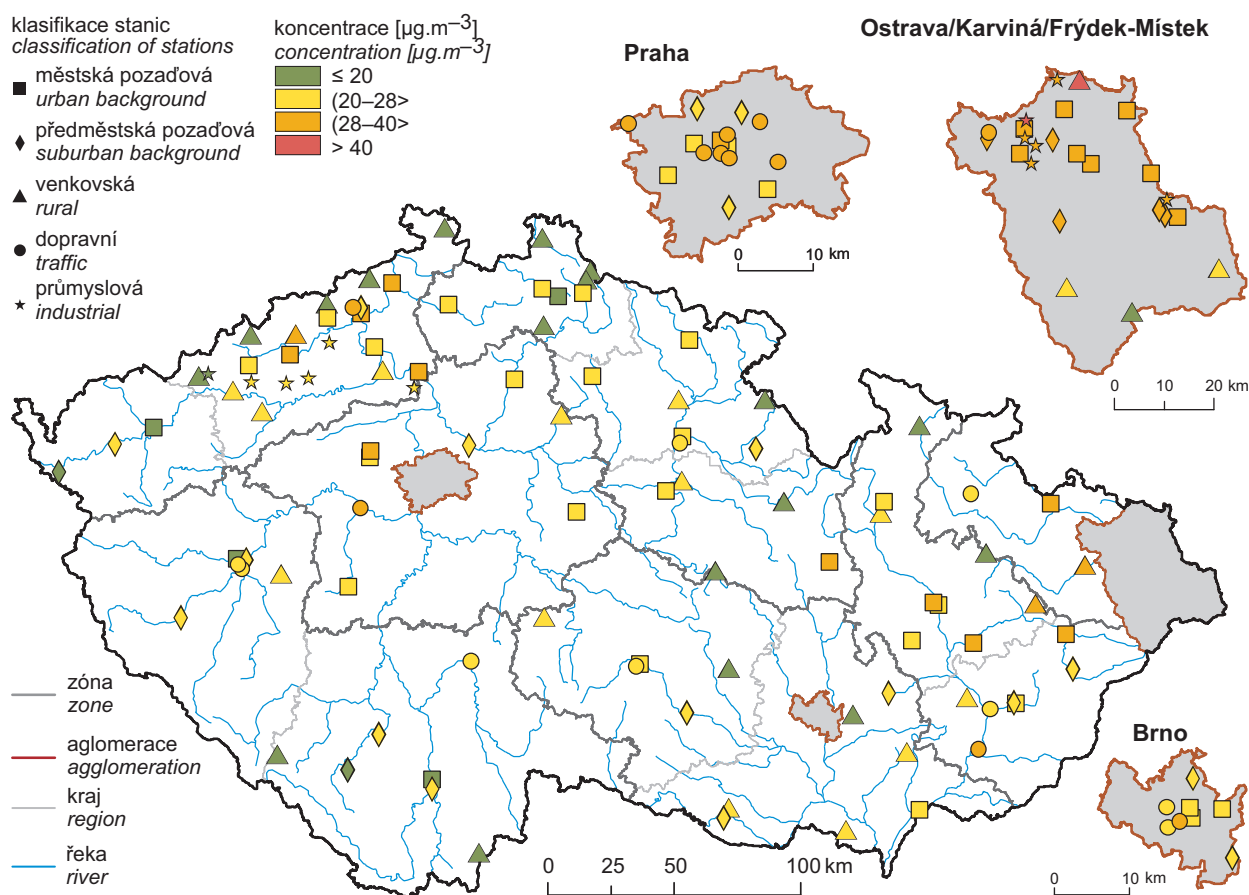 klasifikace stanic
classification of stations
městská pozaďová
urban background
předměstská pozaďová
suburban background
venkovská
rural
dopravní
traffic
průmyslová
industrial
koncentrace [µg.m–3]
concentration [µg.m–3]
≤ 20
(20–28>
(28–40>
> 40
Praha
0 10 km
Ostrava/Karviná/Frýdek-Místek
0 10 20 km
zóna
zone
aglomerace
agglomeration
kraj
region
řeka
river
0 25 50 100 km
Brno
0 10 km